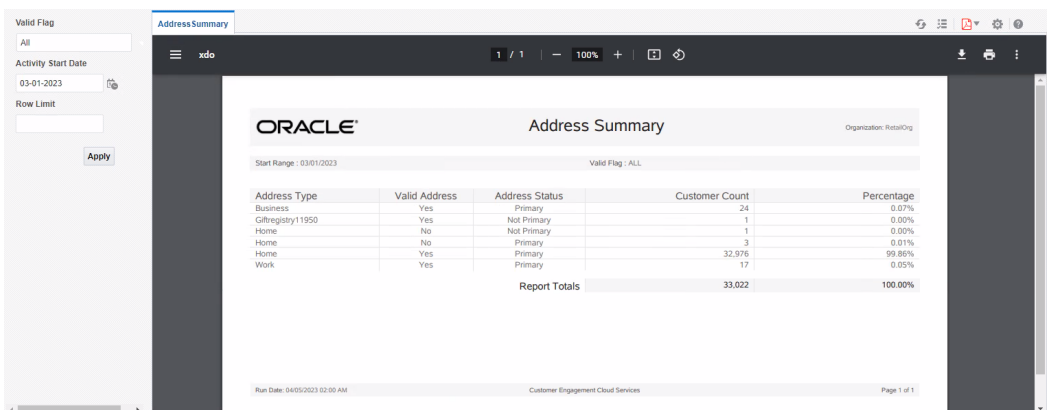 Valid Flag
All
Activity Start Date
03-01-2023
Row Limit
Apply
AddressSummary
xdo 1 / 1 100%
ORACLE Address Summary Organization: RetailOrg
Start Range : 03/01/2023 Valid Flag : ALL
Address Type Valid Address Address Status Customer Count Percentage
Business Yes Primary 24 0.07%
Giftregistry11950 Yes Not Primary 1 0.00%
Home No Not Primary 1 0.00%
Home No Primary 3 0.01%
Home Yes Primary 32,976 99.86%
Work Yes Primary 17 0.05%
Report Totals 33,022 100.00%
Run Date: 04/05/2023 02:00 AM Customer Engagement Cloud Services Page 1 of 1